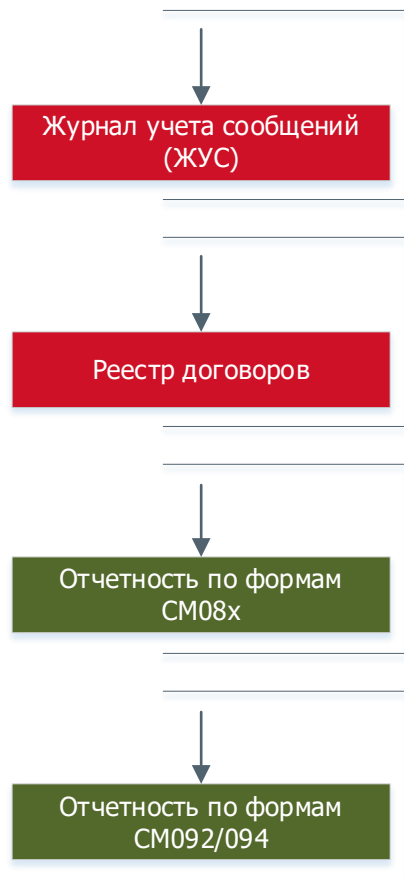 Журнал учета сообщений
(ЖУС)
Реестр договоров
Отчетность по формам
СМ08х
Отчетность по формам
СМ092/094